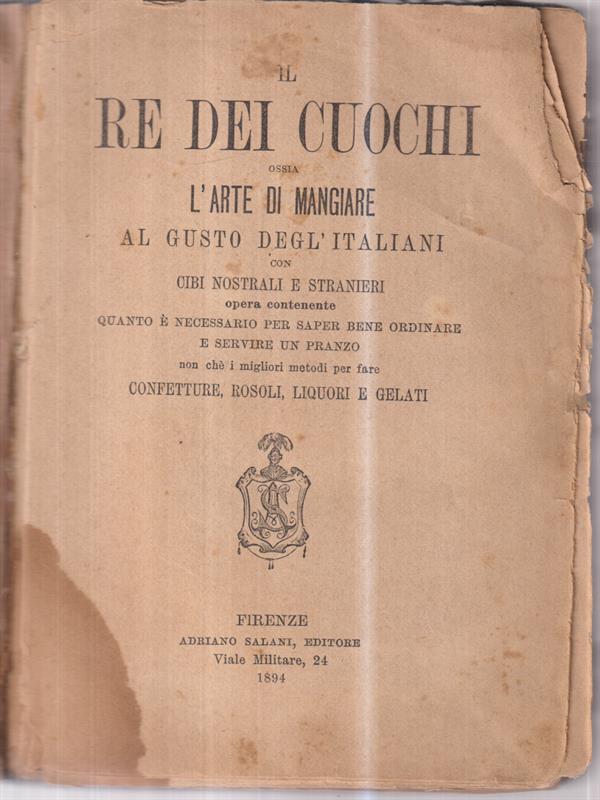 IL
RE DEI CUOCHI
OSSIA
L'ARTE DI MANGIARE
AL GUSTO DEGL'ITALIANI
CON
CIBI NOSTRALI E STRANIERI
opera contenente
QUANTO È NECESSARIO PER SAPER BENE ORDINARE
E SERVIRE UN PRANZO
non chè i migliori metodi per fare
CONFETTURE, ROSOLI, LIQUORI E GELATI
FIRENZE
ADRIANO SALANI, EDITORE
Viale Militare, 24
1894